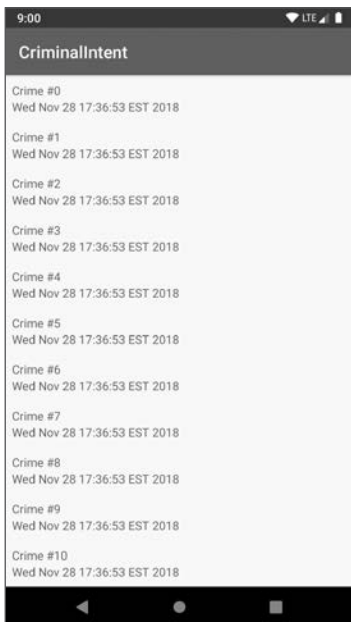 9:00
LTE
CriminalIntent
Crime #0
Wed Nov 28 17:36:53 EST 2018
Crime #1
Wed Nov 28 17:36:53 EST 2018
Crime #2
Wed Nov 28 17:36:53 EST 2018
Crime #3
Wed Nov 28 17:36:53 EST 2018
Crime #4
Wed Nov 28 17:36:53 EST 2018
Crime #5
Wed Nov 28 17:36:53 EST 2018
Crime #6
Wed Nov 28 17:36:53 EST 2018
Crime #7
Wed Nov 28 17:36:53 EST 2018
Crime #8
Wed Nov 28 17:36:53 EST 2018
Crime #9
Wed Nov 28 17:36:53 EST 2018
Crime #10
Wed Nov 28 17:36:53 EST 2018